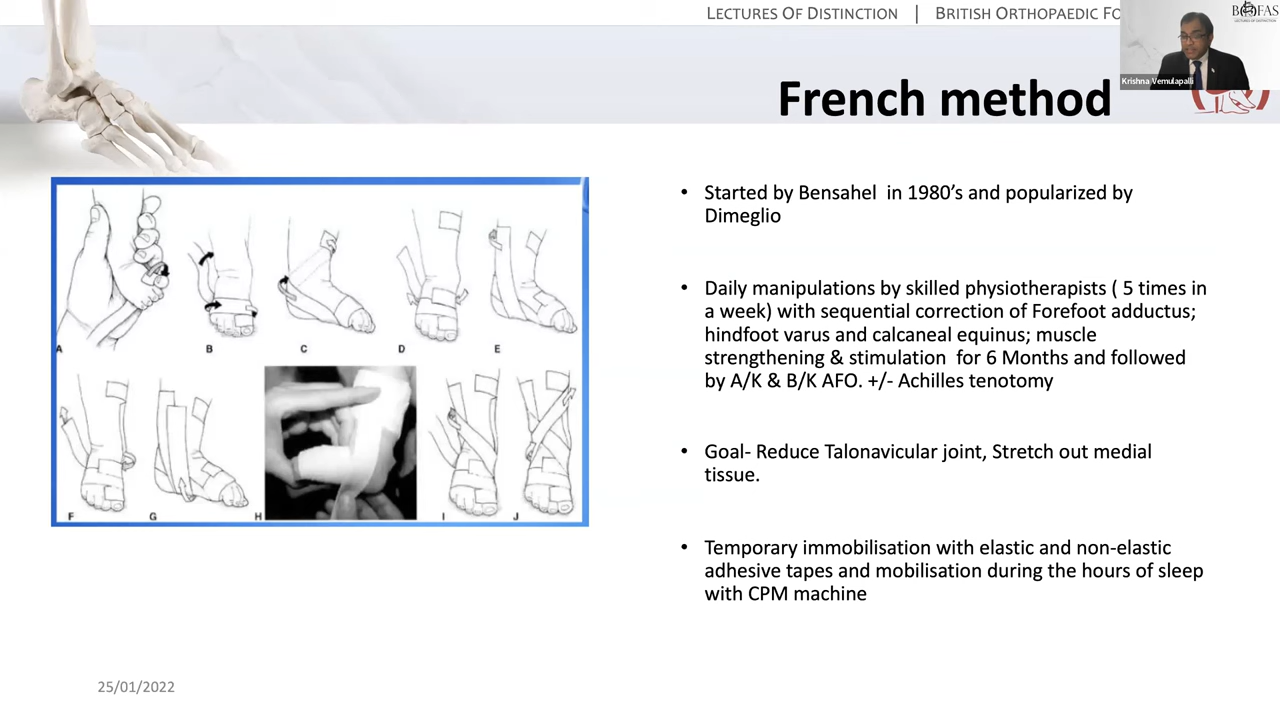 LECTURES OF DISTINCTION | BRITISH ORTHOPAEDIC FO
BOFAS
LECTURES OF DISTINCTION
Krishna Vemulapalli
French method
• Started by Bensahel  in 1980's and popularized by
Dimeglio
• Daily manipulations by skilled physiotherapists ( 5 times in
a week) with sequential correction of Forefoot adductus;
hindfoot varus and calcaneal equinus; muscle
strengthening & stimulation  for 6 Months and followed
by A/K & B/K AFO. +/- Achilles tenotomy
• Goal- Reduce Talonavicular joint, Stretch out medial
tissue.
• Temporary immobilisation with elastic and non-elastic
adhesive tapes and mobilisation during the hours of sleep
with CPM machine
A B C D E
F G H I J
25/01/2022